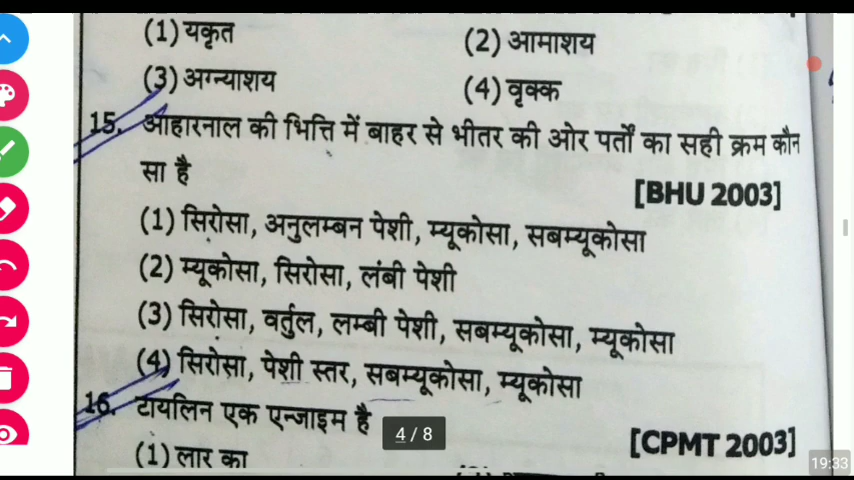 (1) यकृत (2) आमाशय
(3) अग्न्याशय (4) वृक्क
15. आहारनाल की भित्ति में बाहर से भीतर की ओर पर्तों का सही क्रम कौन
सा है [BHU 2003]
(1) सिरोसा, अनुलम्बन पेशी, म्यूकोसा, सबम्यूकोसा
(2) म्यूकोसा, सिरोसा, लंबी पेशी
(3) सिरोसा, वर्तुल, लम्बी पेशी, सबम्यूकोसा, म्यूकोसा
(4) सिरोसा, पेशी स्तर, सबम्यूकोसा, म्यूकोसा
16. टायलिन एक एन्जाइम है [CPMT 2003]
4 / 8
(1) लार का
19:33